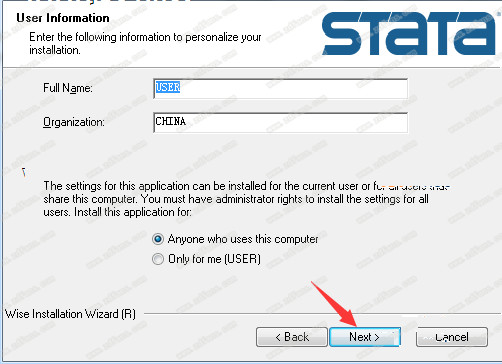 User Information
Enter the following information to personalize your
installation.
STATA
Full Name:
USER
Organization:
CHINA
The settings for this application can be installed for the current user or for all users that
share this computer. You must have administrator rights to install the settings for all
users. Install this application for:
Anyone who uses this computer
Only for me (USER)
Wise Installation Wizard (R)
< Back
Next >
Cancel